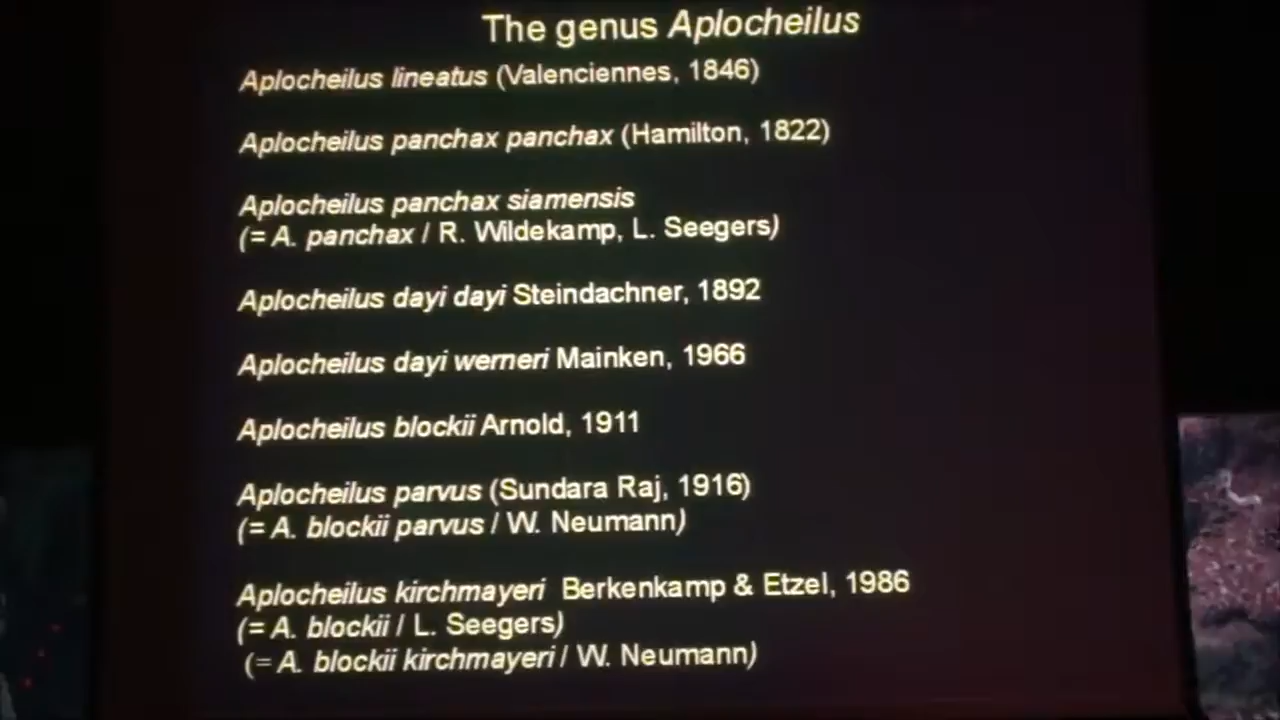 The genus Aplocheilus
Aplocheilus lineatus (Valenciennes, 1846)
Aplocheilus panchax panchax (Hamilton, 1822)
Aplocheilus panchax siamensis
(= A. panchax / R. Wildekamp, L. Seegers)
Aplocheilus dayi dayi Steindachner, 1892
Aplocheilus dayi werneri Mainken, 1966
Aplocheilus blockii Arnold, 1911
Aplocheilus parvus (Sundara Raj, 1916)
(= A. blockii parvus / W. Neumann)
Aplocheilus kirchmayeri Berkenkamp & Etzel, 1986
(= A. blockii / L. Seegers)
(= A. blockii kirchmayeri / W. Neumann)